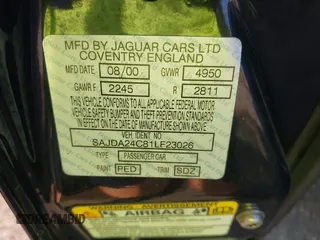 MFD BY JAGUAR CARS LTD
COVENTRY ENGLAND
MFD DATE 08/00 GVWR 4950
GAWR F 2245 R 2811
THIS VEHICLE CONFORMS TO ALL APPLICABLE FEDERAL MOTOR
VEHICLE SAFETY BUMPER AND THEFT PREVENTION STANDARDS
IN EFFECT ON THE DATE OF MANUFACTURE SHOWN ABOVE
VEH IDENT NO
SAJDA24C81LF23026
TYPE PASSENGER CAR
PAINT PED TRIM SDZ
WARNING AVERTISSEMENT
AIRBAG